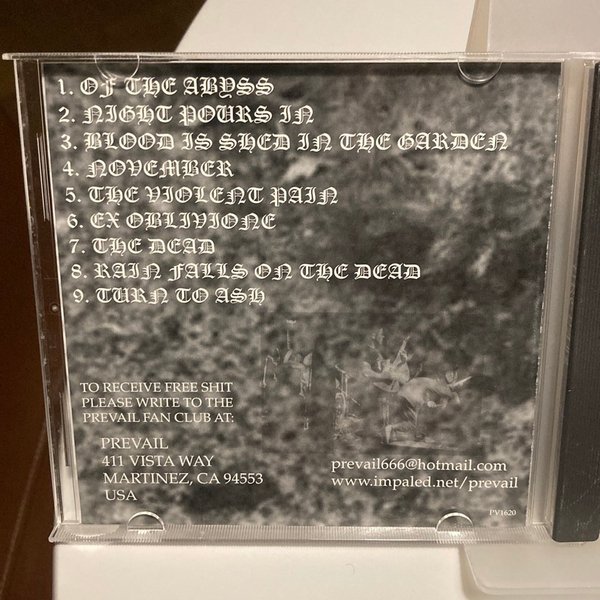 1. OF THE ABYSS
2. NIGHT POURS IN
3. BLOOD IS SHED IN THE GARDEN
4. NOVEMBER
5. THE VIOLENT PAIN
6. EX OBLIVIONE
7. THE DEAD
8. RAIN FALLS ON THE DEAD
9. TURN TO ASH
TO RECEIVE FREE SHIT
PLEASE WRITE TO THE
PREVAIL FAN CLUB AT:
PREVAIL
411 VISTA WAY
MARTINEZ, CA 94553
USA
prevail666@hotmail.com
www.impaled.net/prevail
PV1620